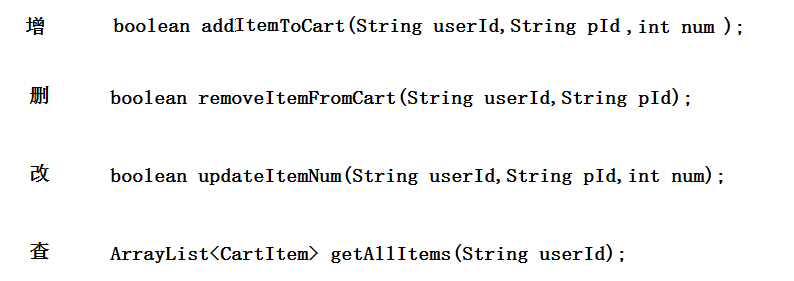 增 boolean addItemToCart(String userId,String pId ,int num );
删 boolean removeItemFromCart(String userId,String pId);
改 boolean updateItemNum(String userId,String pId,int num);
查 ArrayList<CartItem> getAllItems(String userId);